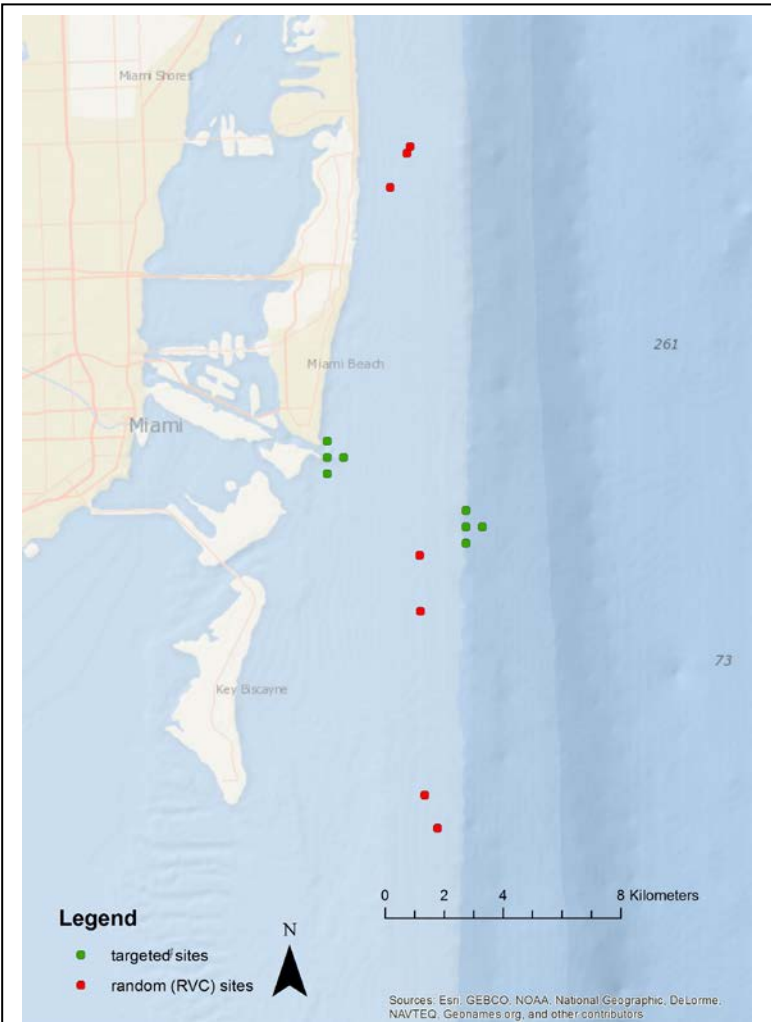 Miami Shores
261
Miami Beach
Miami
73
Key Biscayne
0 2 4 8 Kilometers
Legend
N
targeted sites
random (RVC) sites
Sources: Esri, GEBCO, NOAA, National Geographic, DeLorme,
NAVTEQ, Geonames.org, and other contributors